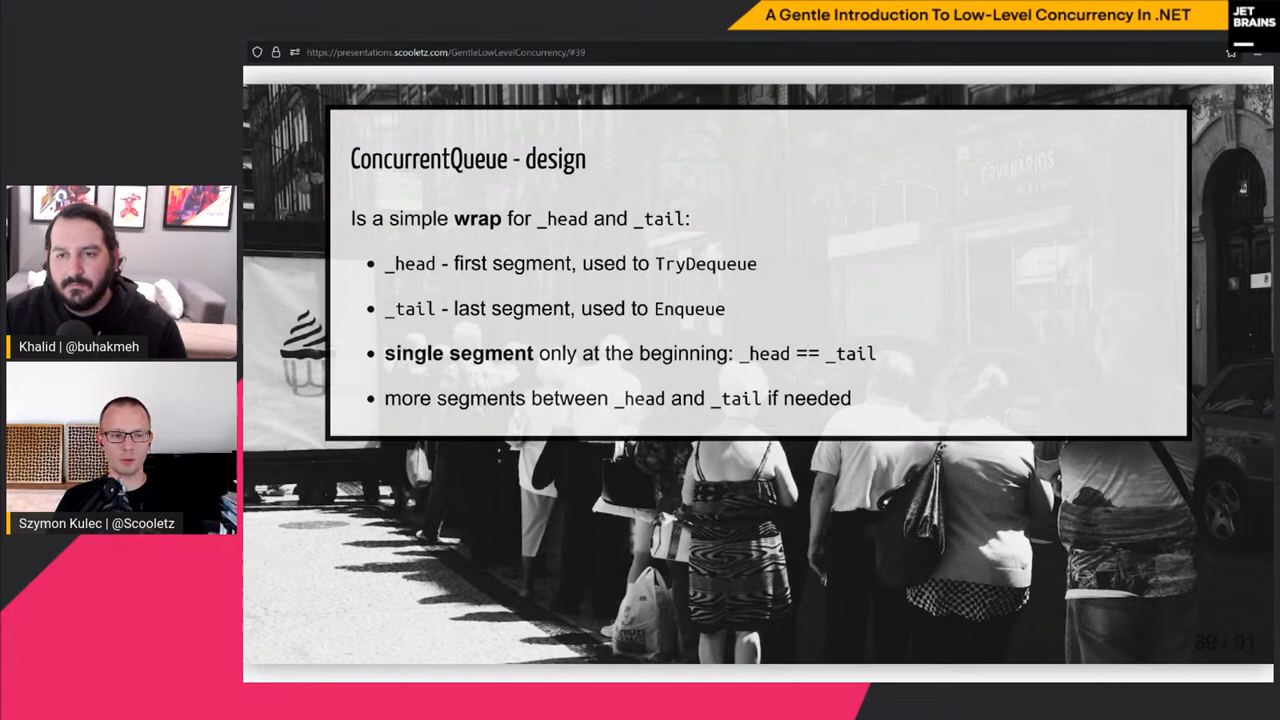 A Gentle Introduction To Low-Level Concurrency In .NET
JET
BRAINS
https://presentations.scooletz.com/GentleLowLevelConcurrency/#39
ConcurrentQueue - design
ERVANÁRIOS
Is a simple wrap for _head and _tail:
_head - first segment, used to TryDequeue
_tail - last segment, used to Enqueue
single segment only at the beginning: _head == _tail
more segments between _head and _tail if needed
Khalid | @buhakmeh
Szymon Kulec | @Scooletz
39 / 91